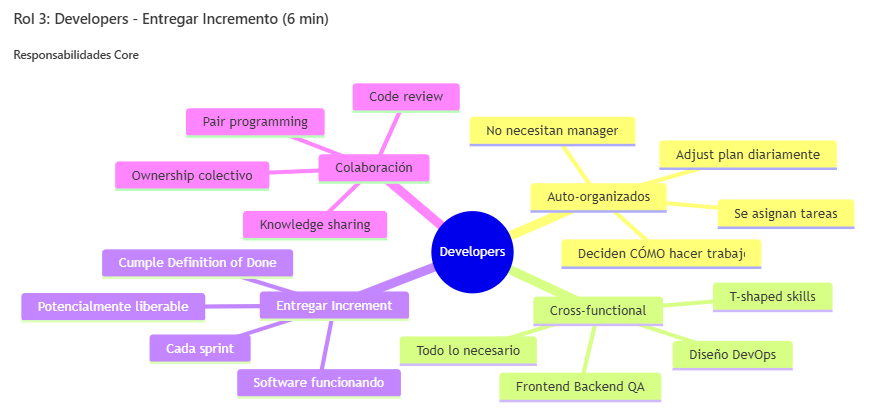 Rol 3: Developers - Entregar Incremento (6 min)
Responsabilidades Core
Code review
Pair programming
Colaboración
Ownership colectivo
Knowledge sharing
No necesitan manager
Adjust plan diariamente
Auto-organizados
Se asignan tareas
Deciden CÓMO hacer trabajo
Developers
Cumple Definition of Done
Potencialmente liberable
Entregar Increment
Cada sprint
Software funcionando
T-shaped skills
Cross-functional
Todo lo necesario
Diseño DevOps
Frontend Backend QA